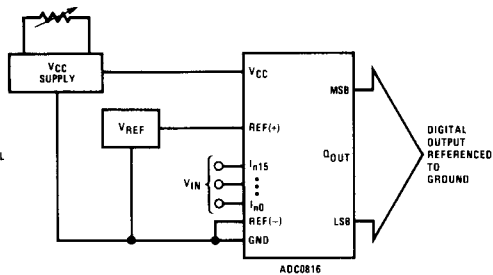 VCC
SUPPLY
VCC
MSB
VREF
REF(+)
DIGITAL
OUTPUT
REFERENCED
TO
GROUND
L
In15
QOUT
VIN
In0
REF(−)
LSB
GND
ADC0816